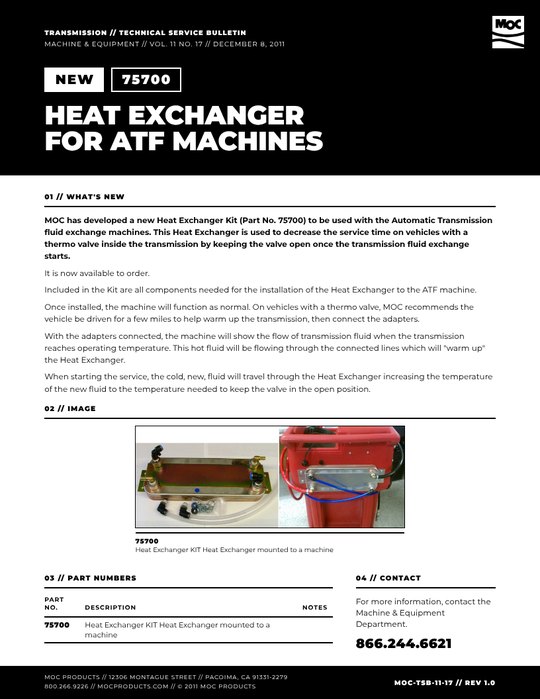 TRANSMISSION // TECHNICAL SERVICE BULLETIN
MACHINE & EQUIPMENT // VOL. 11 NO. 17 // DECEMBER 8, 2011
MOC
NEW 75700
HEAT EXCHANGER
FOR ATF MACHINES
01 // WHAT'S NEW
MOC has developed a new Heat Exchanger Kit (Part No. 75700) to be used with the Automatic Transmission
fluid exchange machines. This Heat Exchanger is used to decrease the service time on vehicles with a
thermo valve inside the transmission by keeping the valve open once the transmission fluid exchange
starts.
It is now available to order.
Included in the Kit are all components needed for the installation of the Heat Exchanger to the ATF machine.
Once installed, the machine will function as normal. On vehicles with a thermo valve, MOC recommends the
vehicle be driven for a few miles to help warm up the transmission, then connect the adapters.
With the adapters connected, the machine will show the flow of transmission fluid when the transmission
reaches operating temperature. This hot fluid will be flowing through the connected lines which will "warm up"
the Heat Exchanger.
When starting the service, the cold, new, fluid will travel through the Heat Exchanger increasing the temperature
of the new fluid to the temperature needed to keep the valve in the open position.
02 // IMAGE
75700
Heat Exchanger KIT Heat Exchanger mounted to a machine
03 // PART NUMBERS
PART
NO. DESCRIPTION NOTES
75700 Heat Exchanger KIT Heat Exchanger mounted to a
machine
04 // CONTACT
For more information, contact the
Machine & Equipment
Department.
866.244.6621
MOC PRODUCTS // 12306 MONTAGUE STREET // PACOIMA, CA 91331-2279
800.266.9226 // MOCPRODUCTS.COM // © 2011 MOC PRODUCTS
MOC-TSB-11-17 // REV 1.0